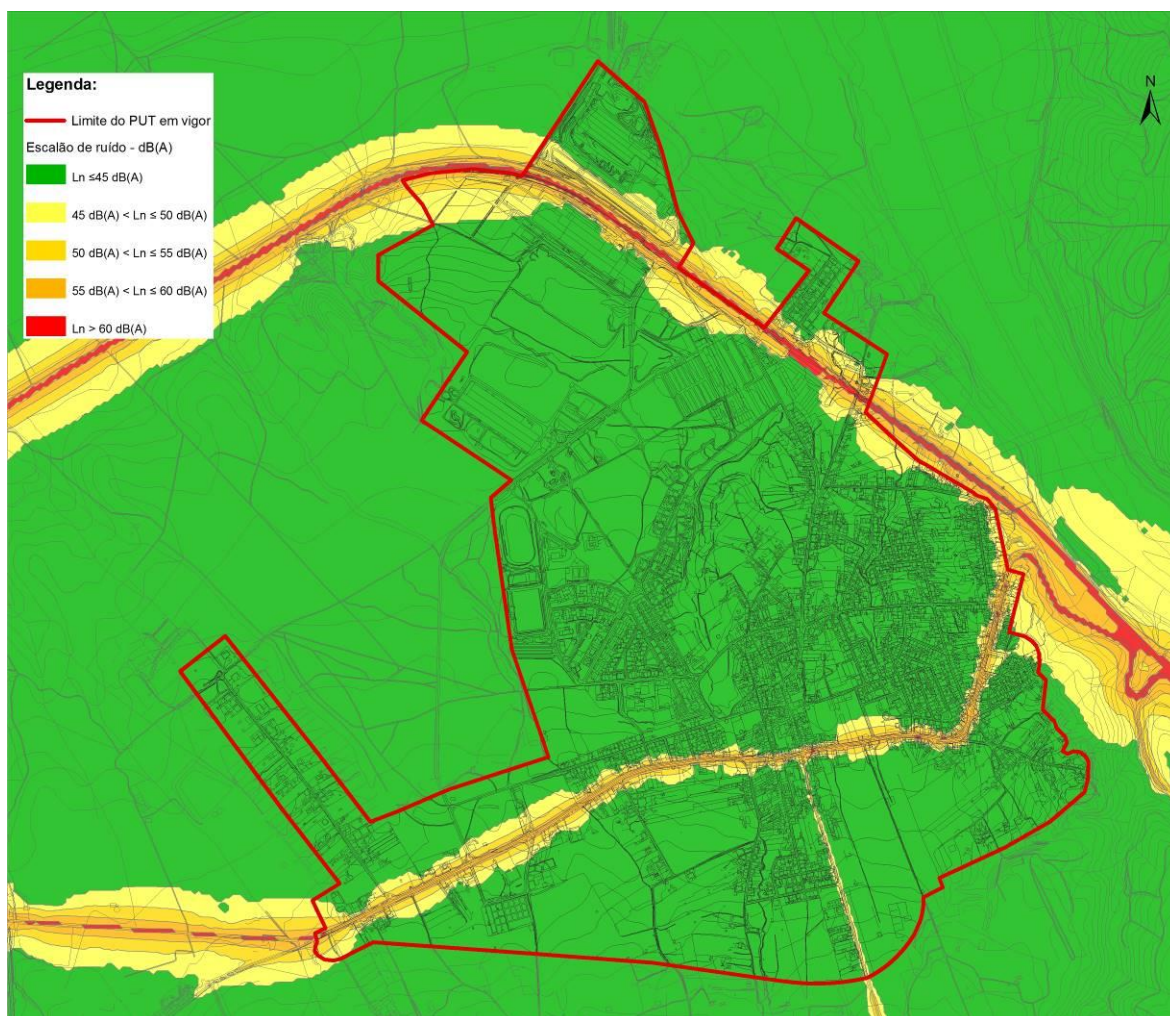 Legenda:
Limite do PUT em vigor
Escalão de ruído - dB(A)
Ln ≤45 dB(A)
45 dB(A) < Ln ≤ 50 dB(A)
50 dB(A) < Ln ≤ 55 dB(A)
55 dB(A) < Ln ≤ 60 dB(A)
Ln > 60 dB(A)
N